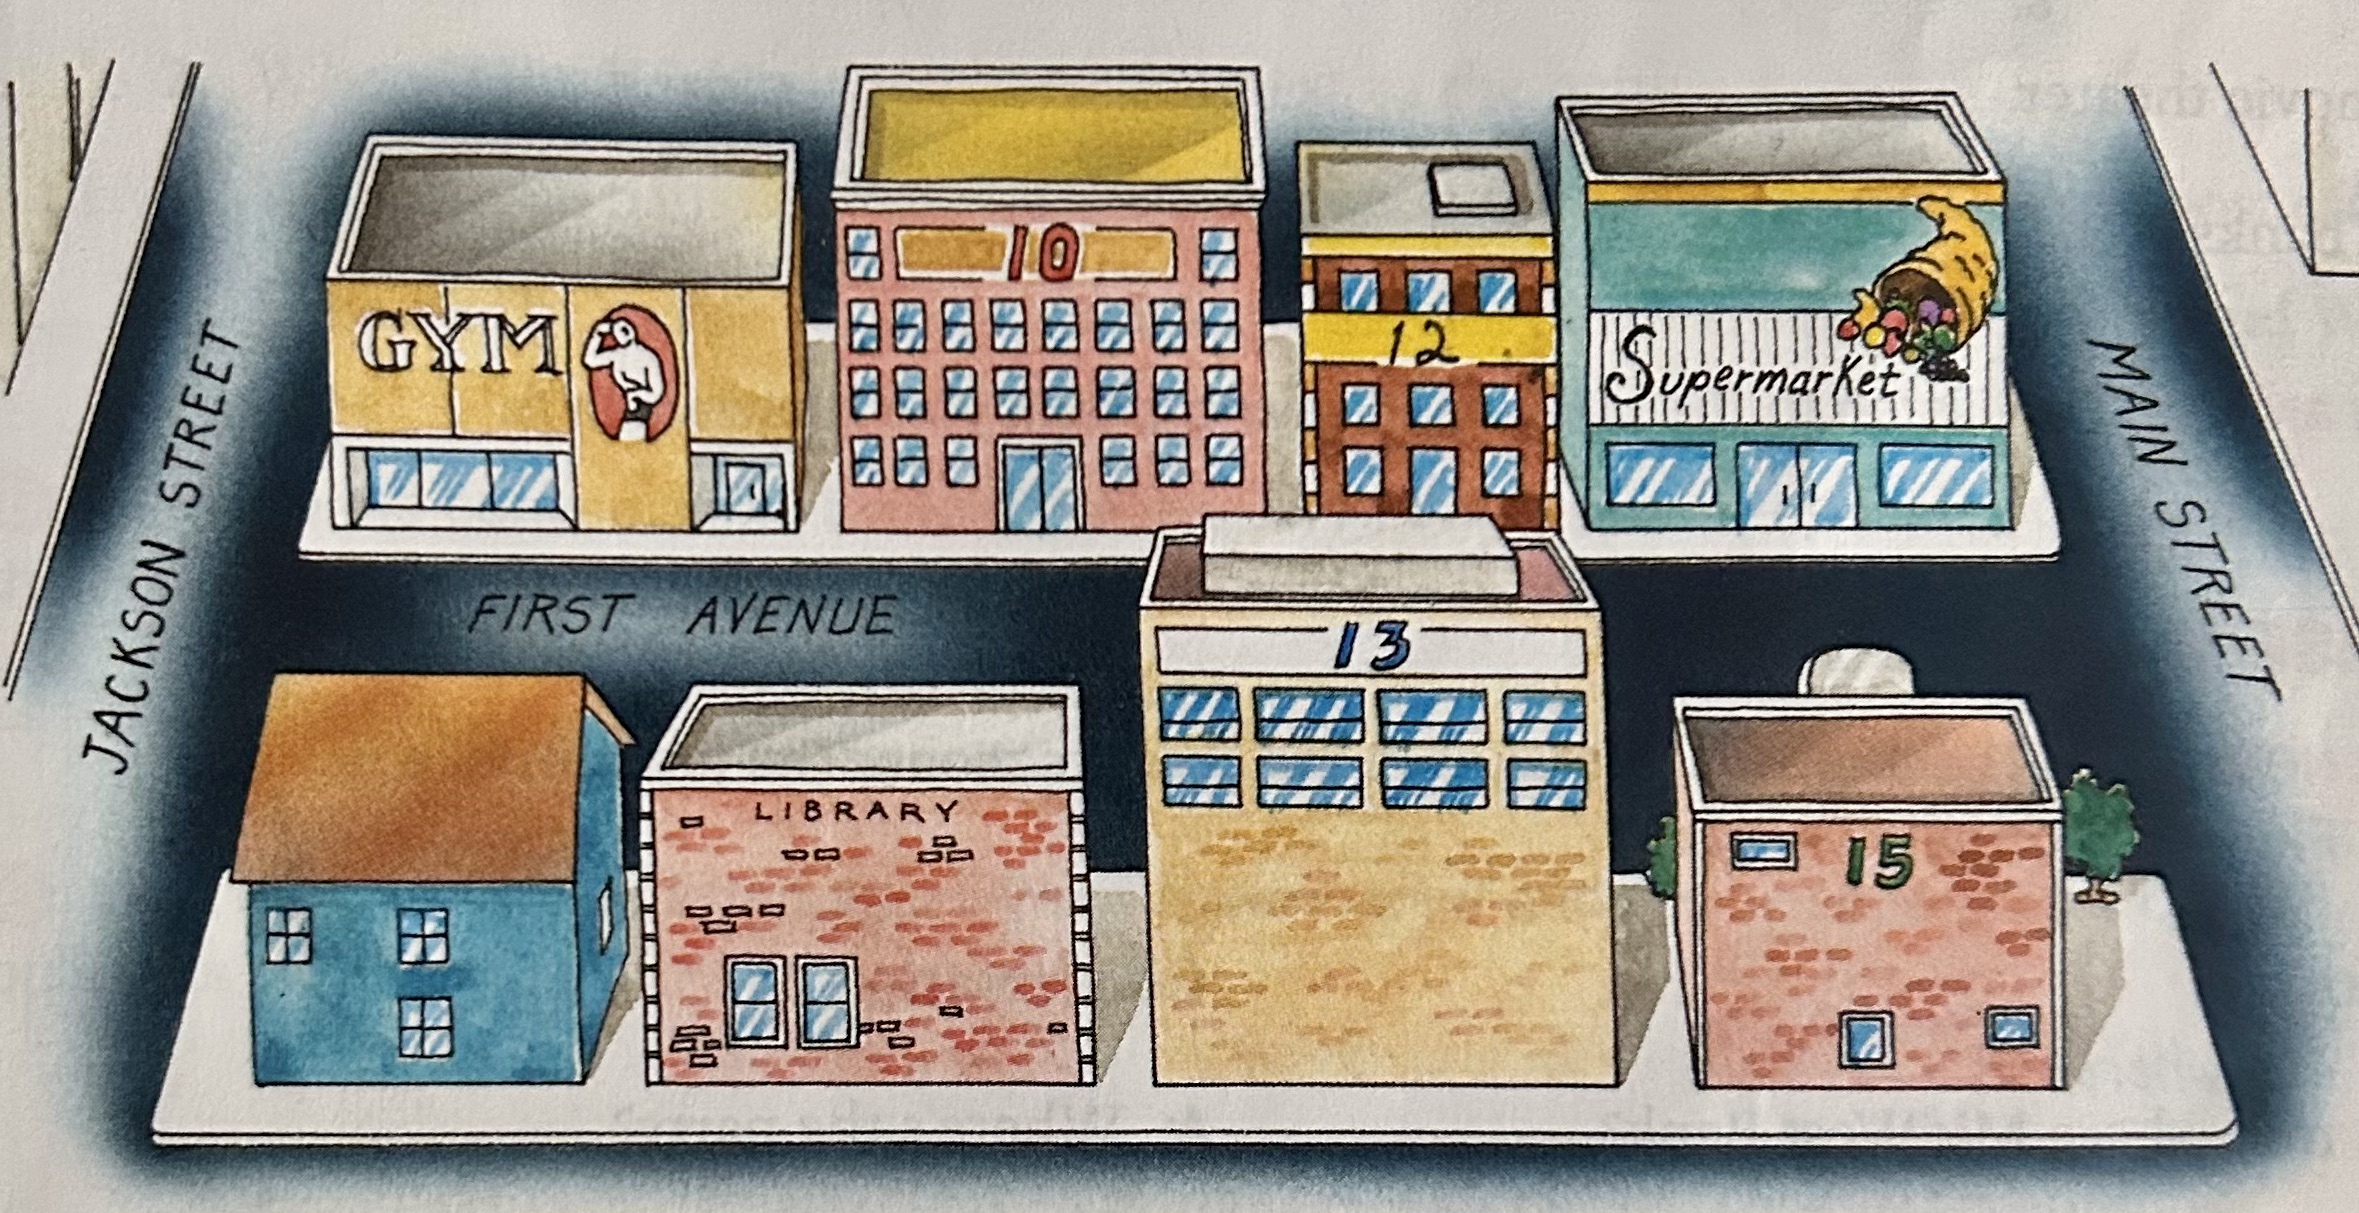 GYM
10
12
Supermarket
JACKSON STREET
MAIN STREET
FIRST AVENUE
13
LIBRARY
15